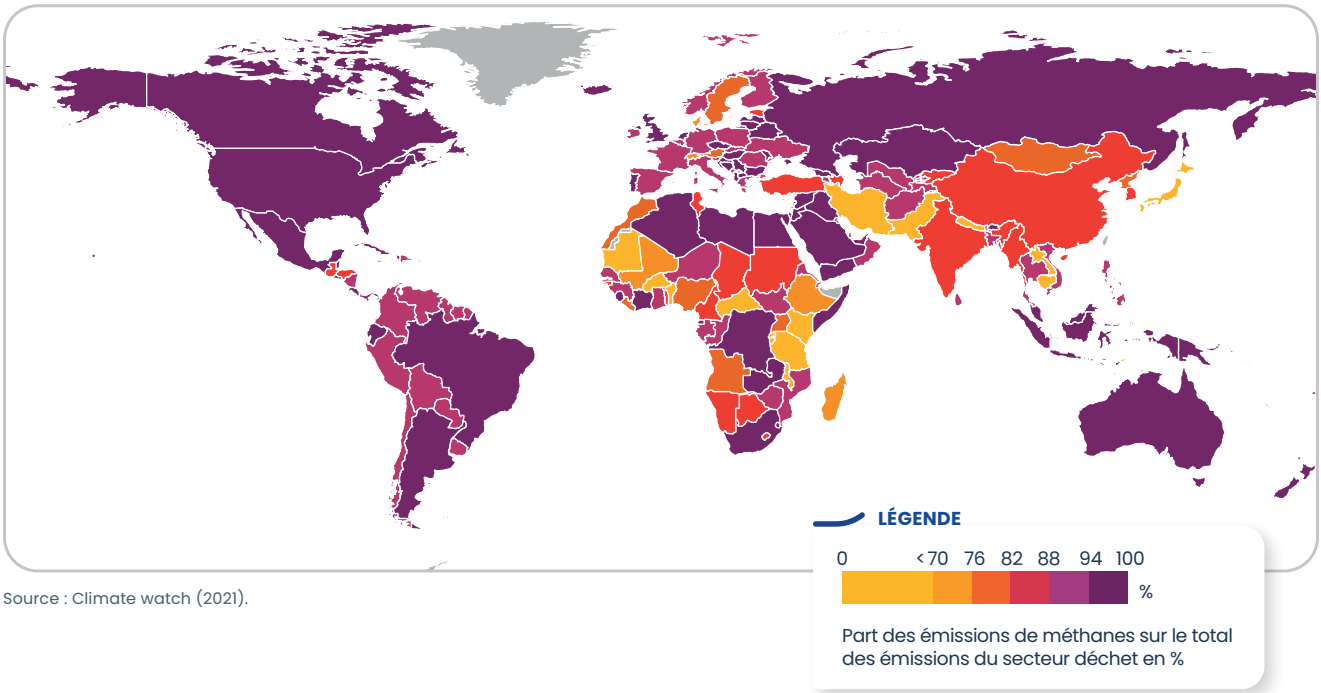 LÉGENDE
0 <70 76 82 88 94 100
%
Part des émissions de méthanes sur le total
des émissions du secteur déchet en %
Source : Climate watch (2021).